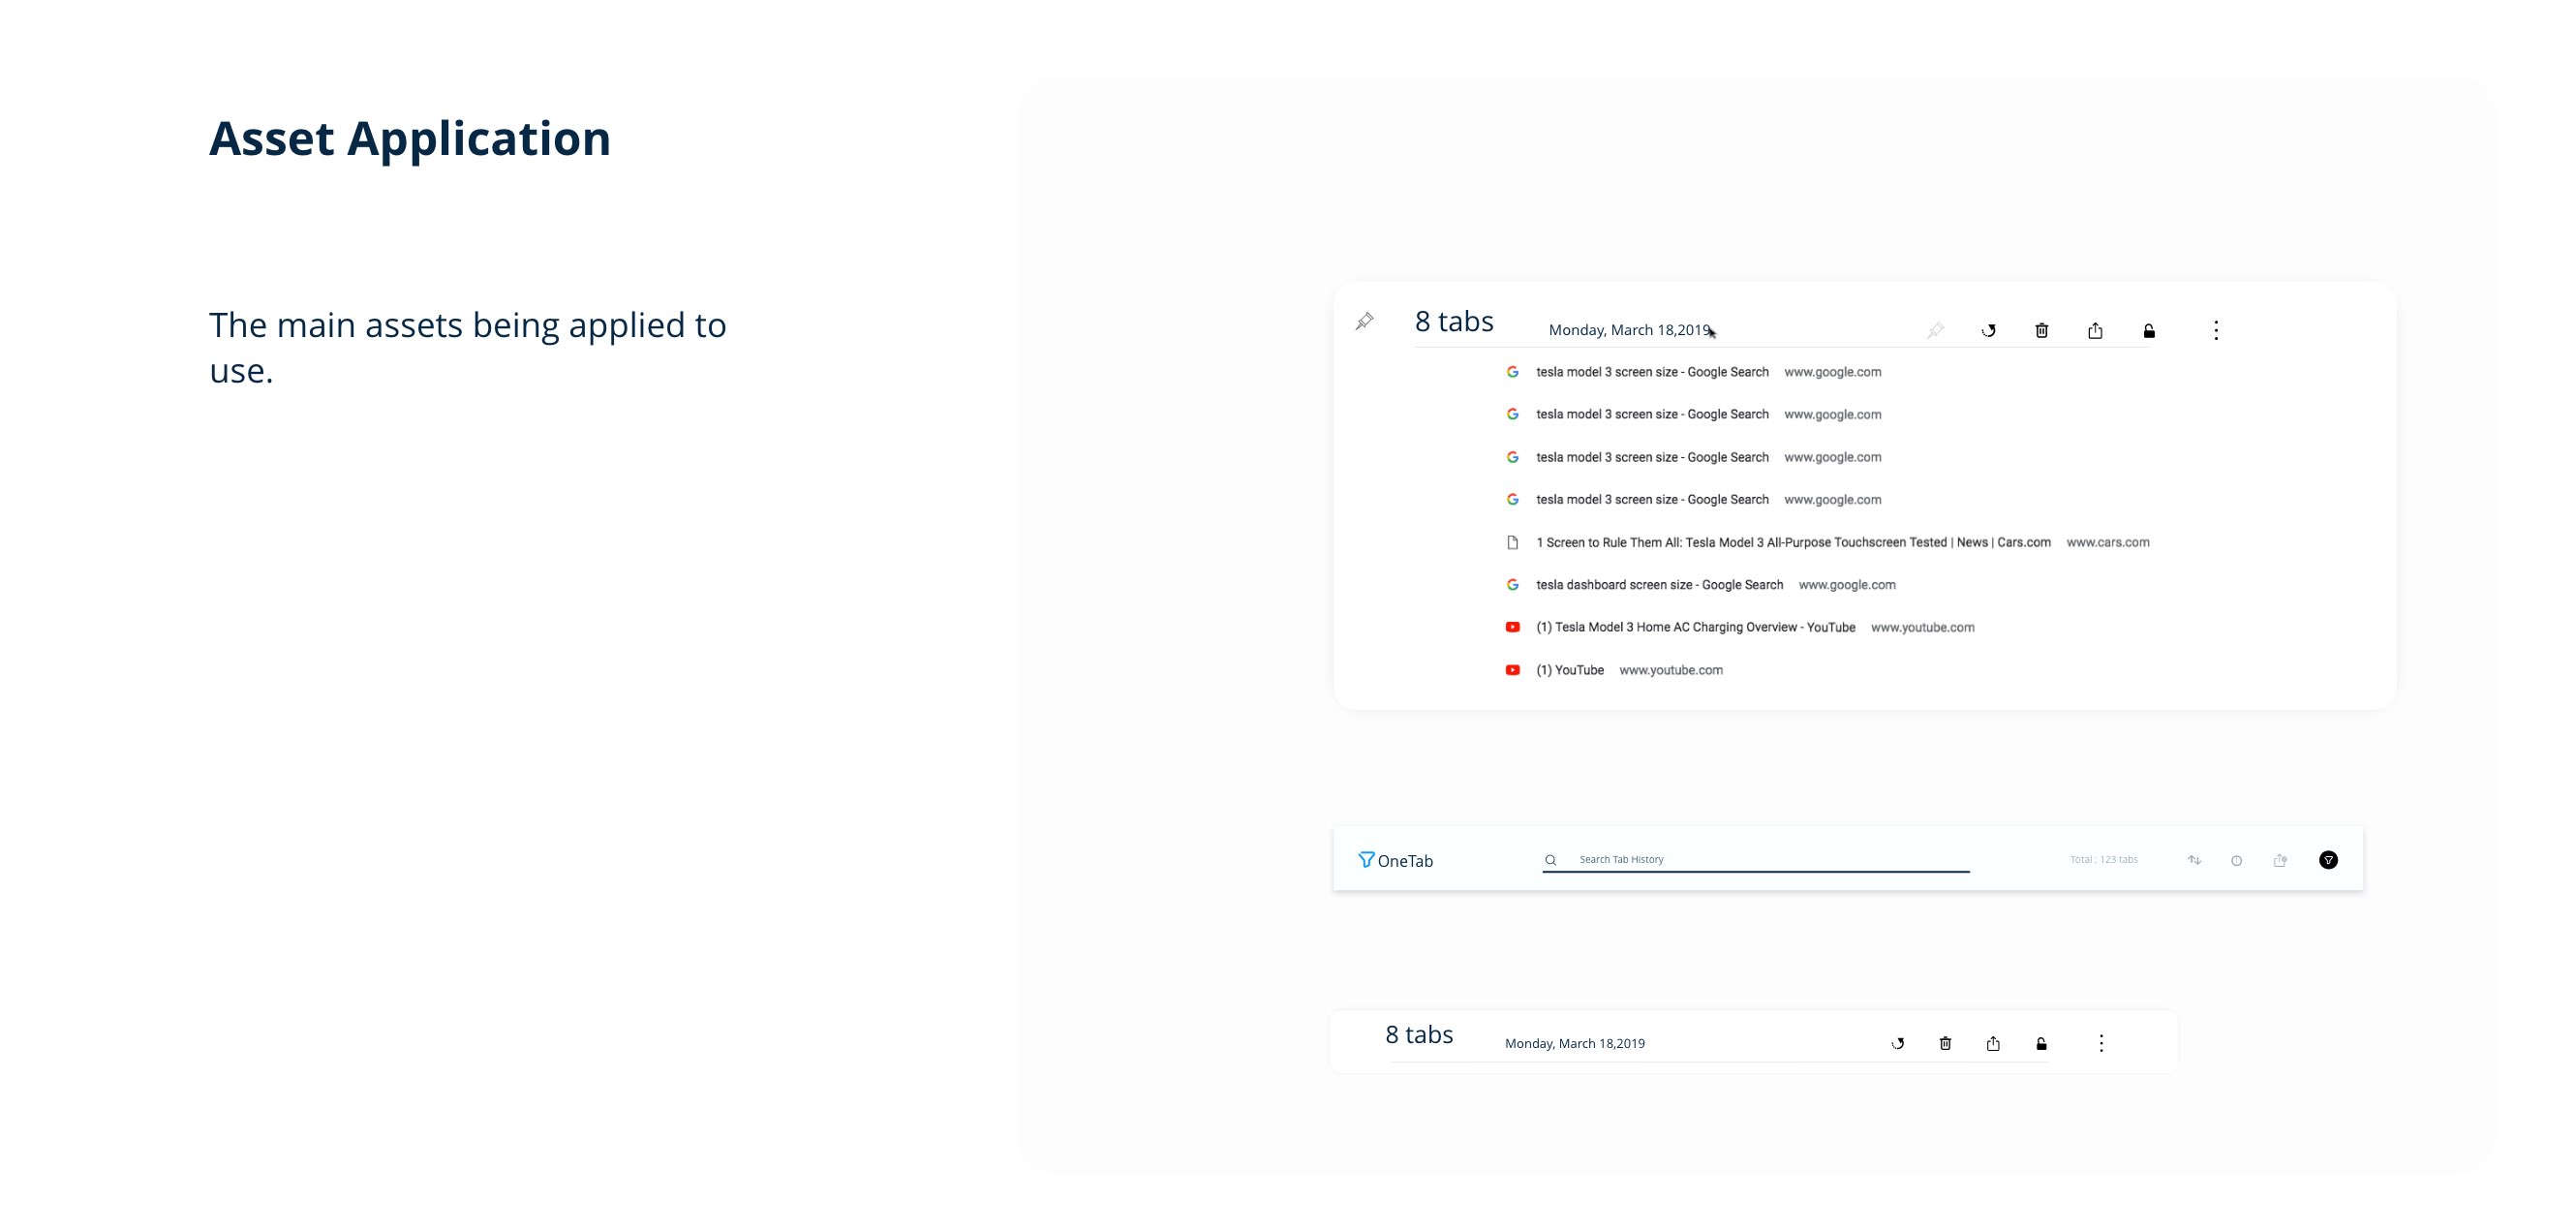 Asset Application
The main assets being applied to
use.
8 tabs Monday, March 18,2019
tesla model 3 screen size - Google Search www.google.com
tesla model 3 screen size - Google Search www.google.com
tesla model 3 screen size - Google Search www.google.com
tesla model 3 screen size - Google Search www.google.com
1 Screen to Rule Them All: Tesla Model 3 All-Purpose Touchscreen Tested | News | Cars.com www.cars.com
tesla dashboard screen size - Google Search www.google.com
(1) Tesla Model 3 Home AC Charging Overview - YouTube www.youtube.com
(1) YouTube www.youtube.com
OneTab Search Tab History Total : 123 tabs
8 tabs Monday, March 18,2019